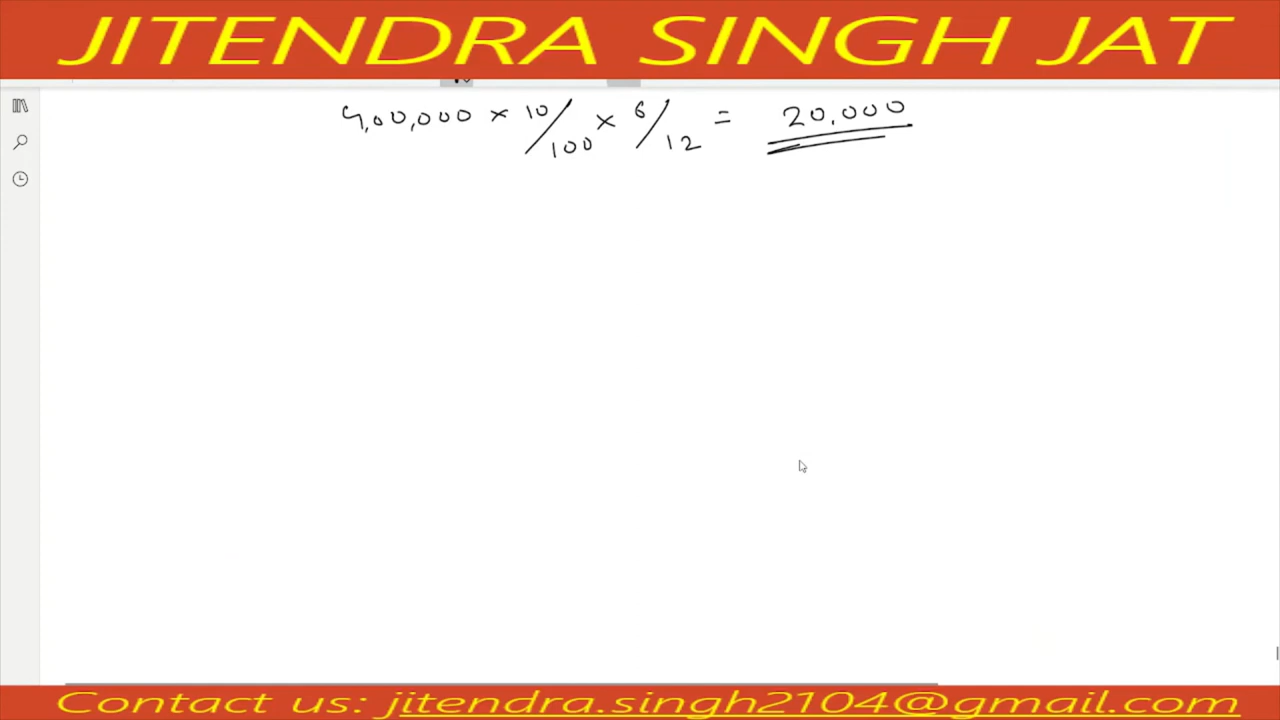 JITENDRA SINGH JAT
4,00,000 × 10/100 × 6/12 = 20,000
Contact us: jitendra.singh2104@gmail.com